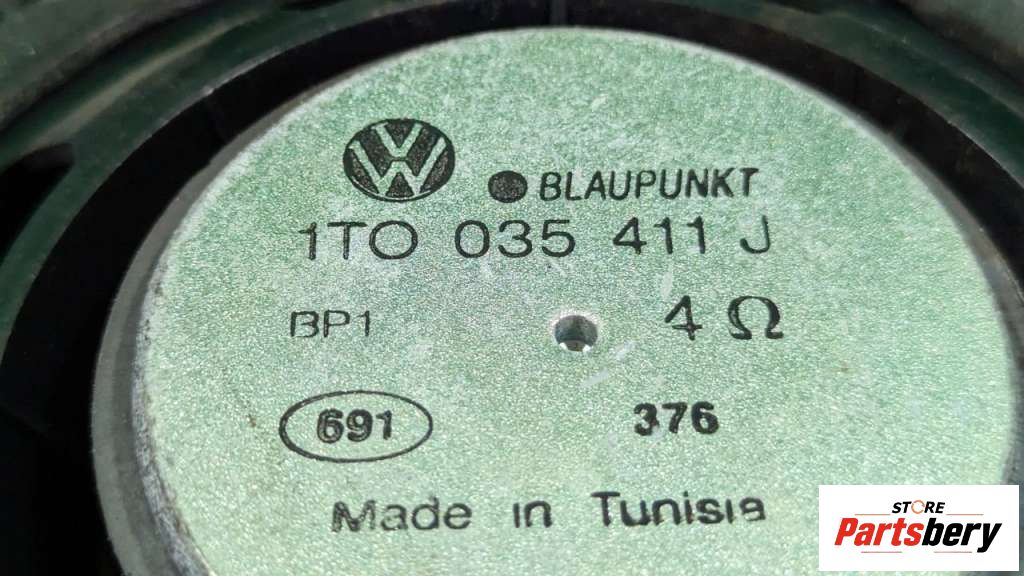 BLAUPUNKT
1TO 035 411 J
BP1 4 Ω
691 376
Made in Tunisia
STORE
Partsbery